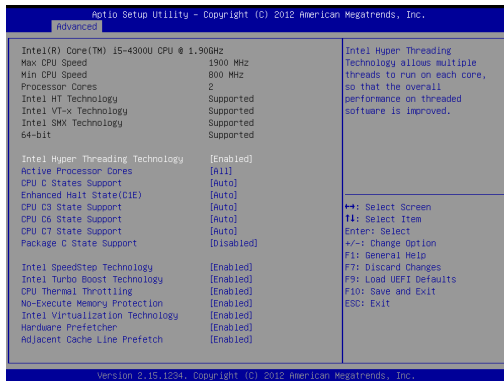 Aptio Setup Utility – Copyright (C) 2012 American Megatrends, Inc.
Advanced
Intel(R) Core(TM) i5-4300U CPU @ 1.90GHz
Max CPU Speed 1900 MHz
Min CPU Speed 800 MHz
Processor Cores 2
Intel HT Technology Supported
Intel VT-x Technology Supported
Intel SMX Technology Supported
64-bit Supported
Intel Hyper Threading Technology [Enabled]
Active Processor Cores [All]
CPU C States Support [Auto]
Enhanced Halt State(C1E) [Auto]
CPU C3 State Support [Auto]
CPU C6 State Support [Auto]
CPU C7 State Support [Auto]
Package C State Support [Disabled]
Intel SpeedStep Technology [Enabled]
Intel Turbo Boost Technology [Enabled]
CPU Thermal Throttling [Enabled]
No-Execute Memory Protection [Enabled]
Intel Virtualization Technology [Enabled]
Hardware Prefetcher [Enabled]
Adjacent Cache Line Prefetch [Enabled]
Intel Hyper Threading
Technology allows multiple
threads to run on each core,
so that the overall
performance on threaded
software is improved.
↔: Select Screen
↑↓: Select Item
Enter: Select
+/-: Change Option
F1: General Help
F7: Discard Changes
F9: Load UEFI Defaults
F10: Save and Exit
ESC: Exit
Version 2.15.1234. Copyright (C) 2012 American Megatrends, Inc.